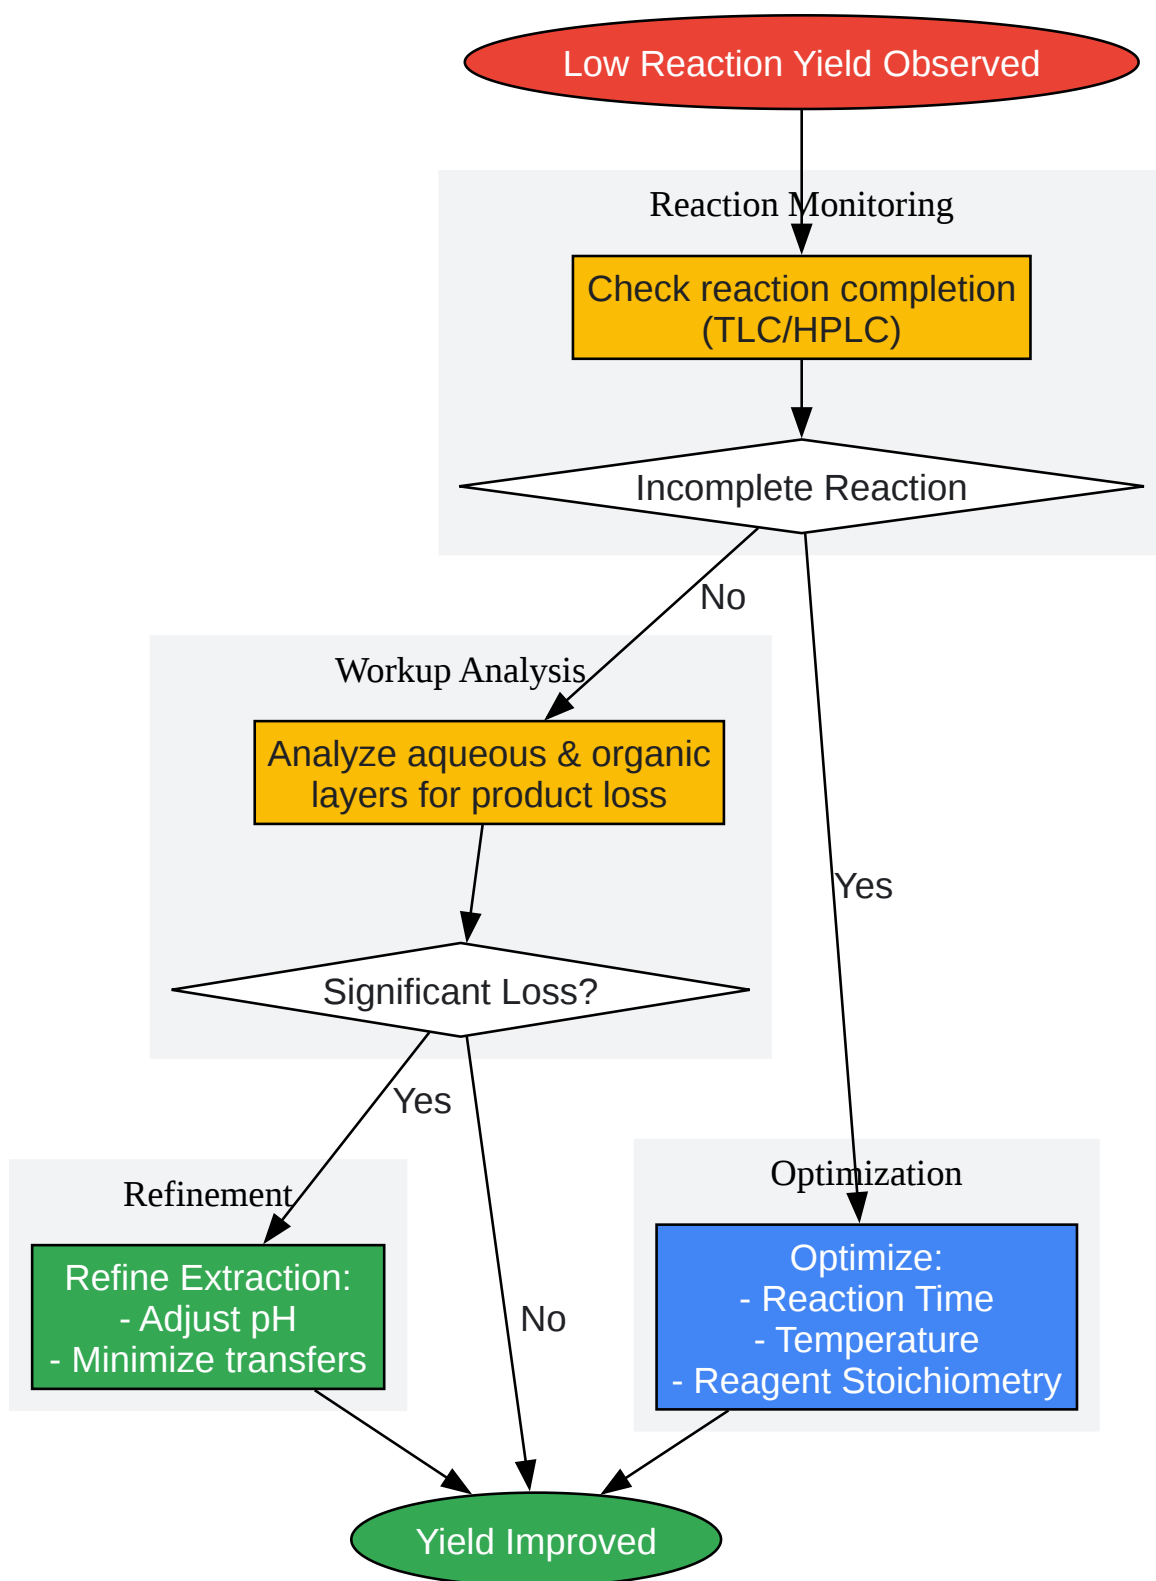 Low Reaction Yield Observed
Reaction Monitoring
Check reaction completion
(TLC/HPLC)
Incomplete Reaction
No
Workup Analysis
Analyze aqueous & organic
layers for product loss
Yes
Significant Loss?
Yes
Refinement
Optimization
Refine Extraction:
- Adjust pH
- Minimize transfers
No
Optimize:
- Reaction Time
- Temperature
- Reagent Stoichiometry
Yield Improved